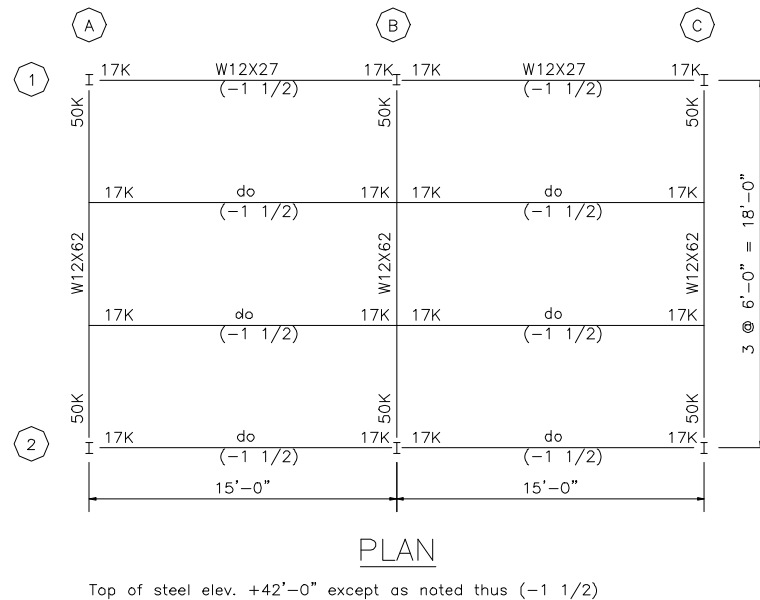 A B C
1 17K W12X27 17K 17K W12X27 17K
(-1 1/2) (-1 1/2)
50K 50K 50K
17K do 17K 17K do 17K
(-1 1/2) (-1 1/2)
W12X62 W12X62 W12X62
3 @ 6'-0" = 18'-0"
17K do 17K 17K do 17K
(-1 1/2) (-1 1/2)
50K 50K 50K
2 17K do 17K 17K do 17K
(-1 1/2) (-1 1/2)
15'-0" 15'-0"
PLAN
Top of steel elev. +42'-0" except as noted thus (-1 1/2)